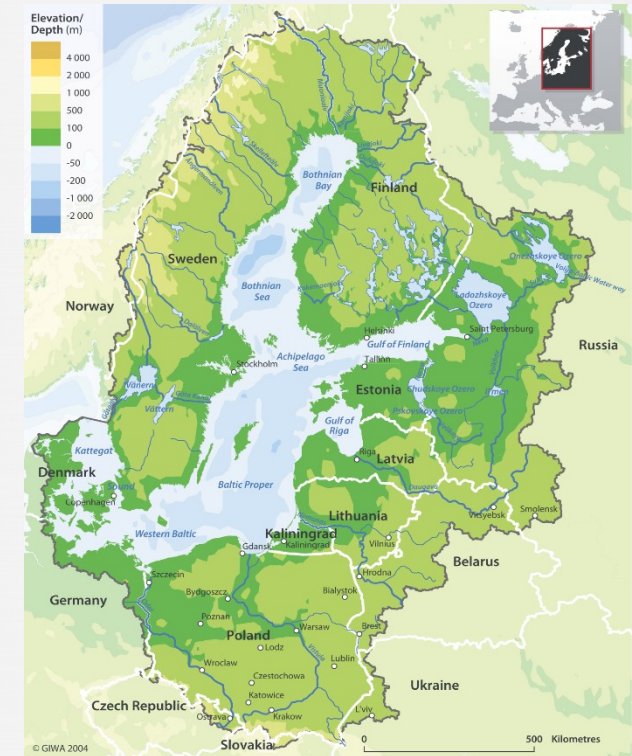 Elevation/
Depth (m)
4 000
2 000
1 000
500
100
0
-50
-200
-1 000
-2 000
Bothnian
Bay
Finland
Sweden
Bothnian
Sea
Norway
Onezhskoye Ozero
Ladozhskoye
Ozero
Helsinki
Saint Petersburg
Gulf of Finland
Russia
Stockholm
Achipelago
Sea
Tallinn
Estonia
Chudskoye Ozero
Pskovskoye Ozero
Vänern
Vättern
Gulf of
Riga
Kattegat
Riga
Latvia
Denmark
Sound
Copenhagen
Baltic Proper
Daugava
Vitsyebsk
Smolensk
Lithuania
Western Baltic
Kaliningrad
Kaliningrad
Vilnius
Gdansk
Belarus
Szczecin
Hrodna
Germany
Bydgoszcz
Bialystok
Poznan
Warsaw
Brest
Poland
Lodz
Wroclaw
Lublin
Czestochowa
Ukraine
Katowice
Czech Republic
Ostrava
Krakow
L'viv
Slovakia
© GIWA 2004
0
500 Kilometres